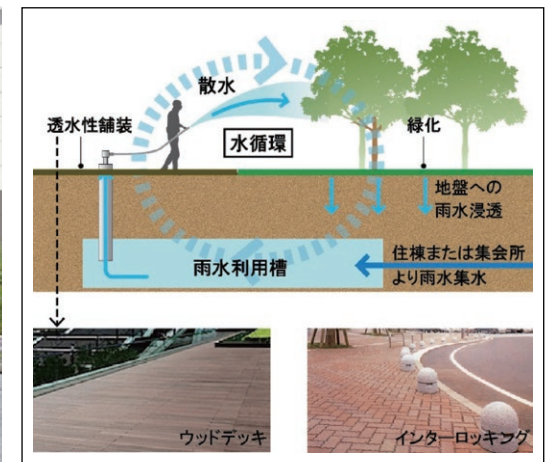 散水
透水性舗装
水循環
緑化
地盤への
雨水浸透
雨水利用槽
住棟または集会所
より雨水集水
ウッドデッキ
インターロッキング